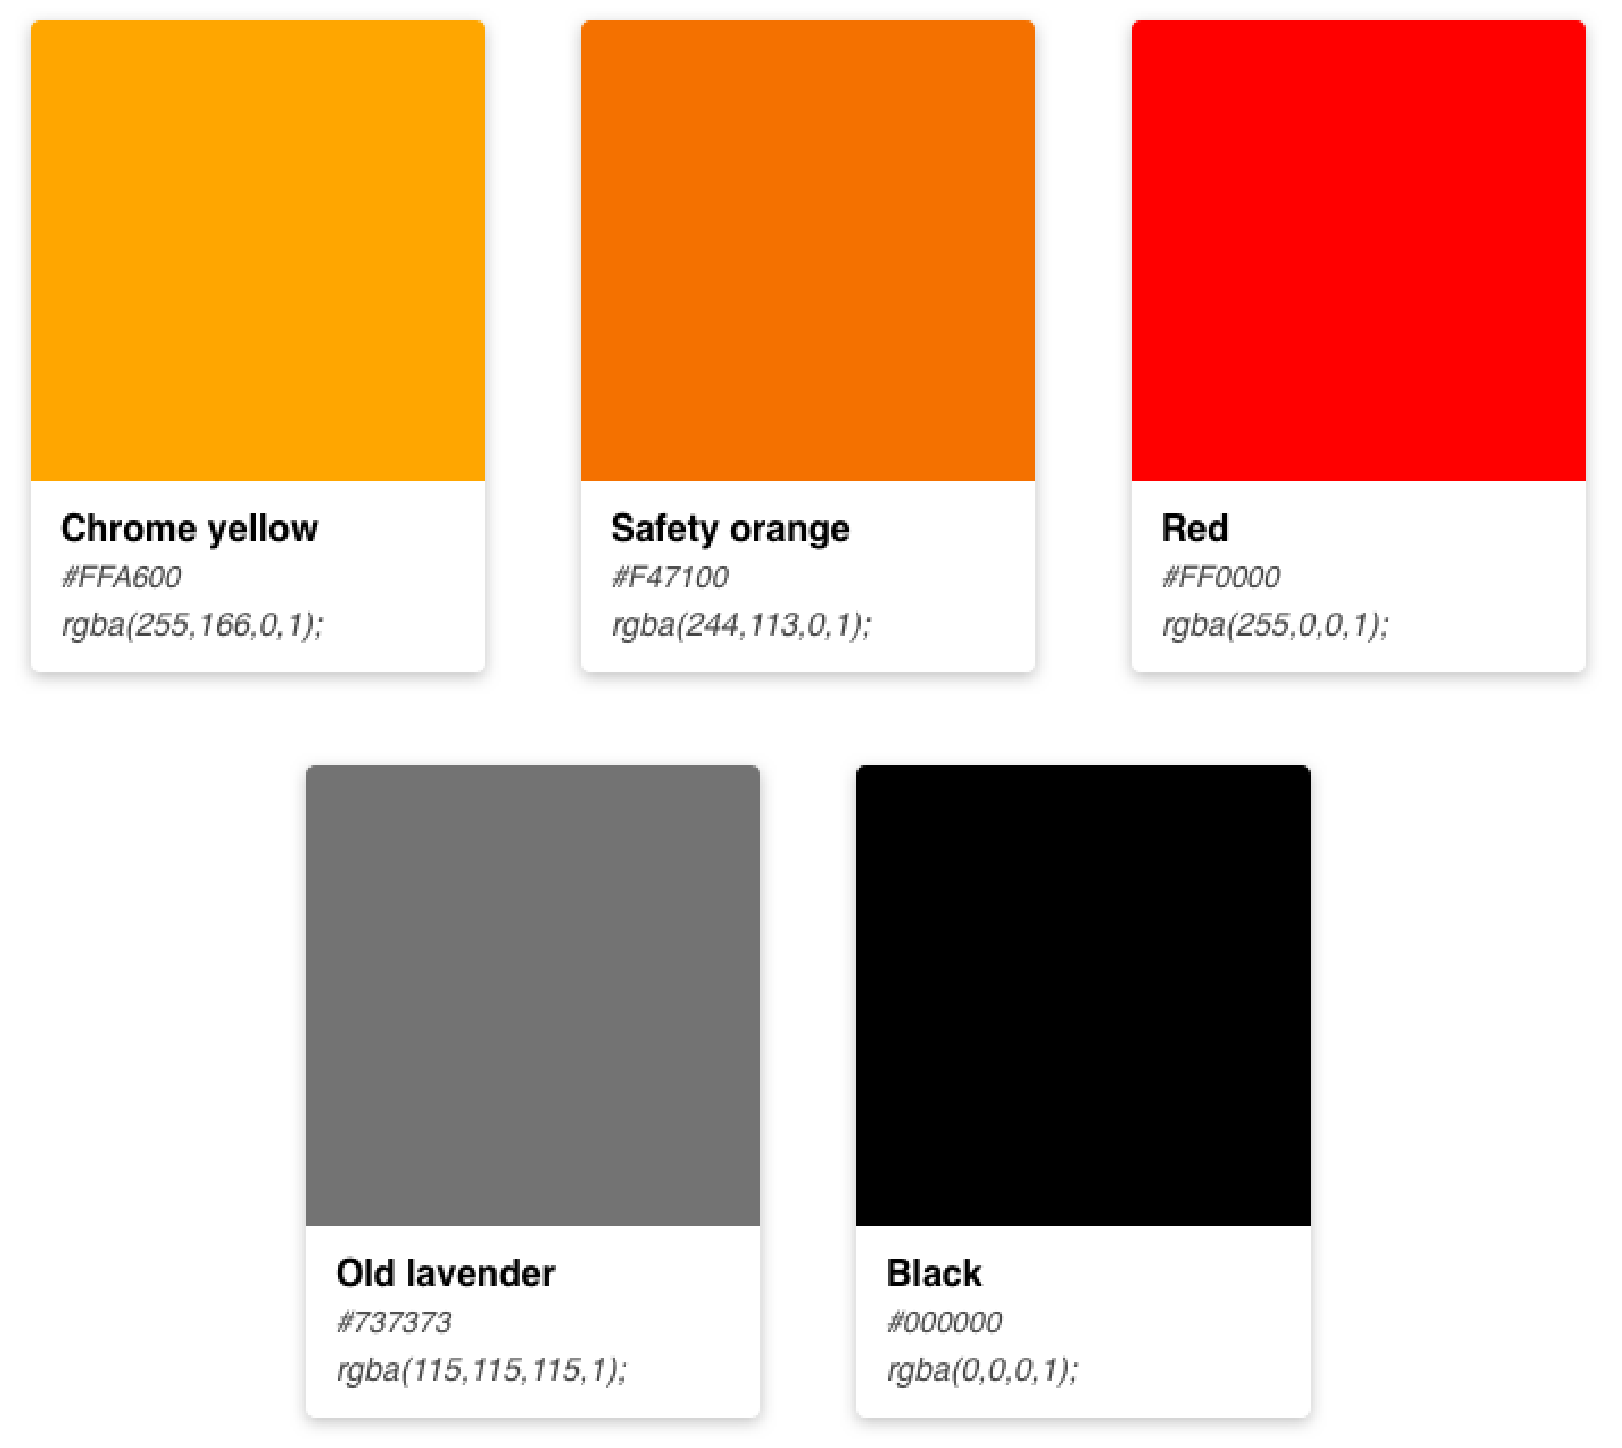 Chrome yellow
#FFA600
rgba(255,166,0,1);
Safety orange
#F47100
rgba(244,113,0,1);
Red
#FF0000
rgba(255,0,0,1);
Old lavender
#737373
rgba(115,115,115,1);
Black
#000000
rgba(0,0,0,1);